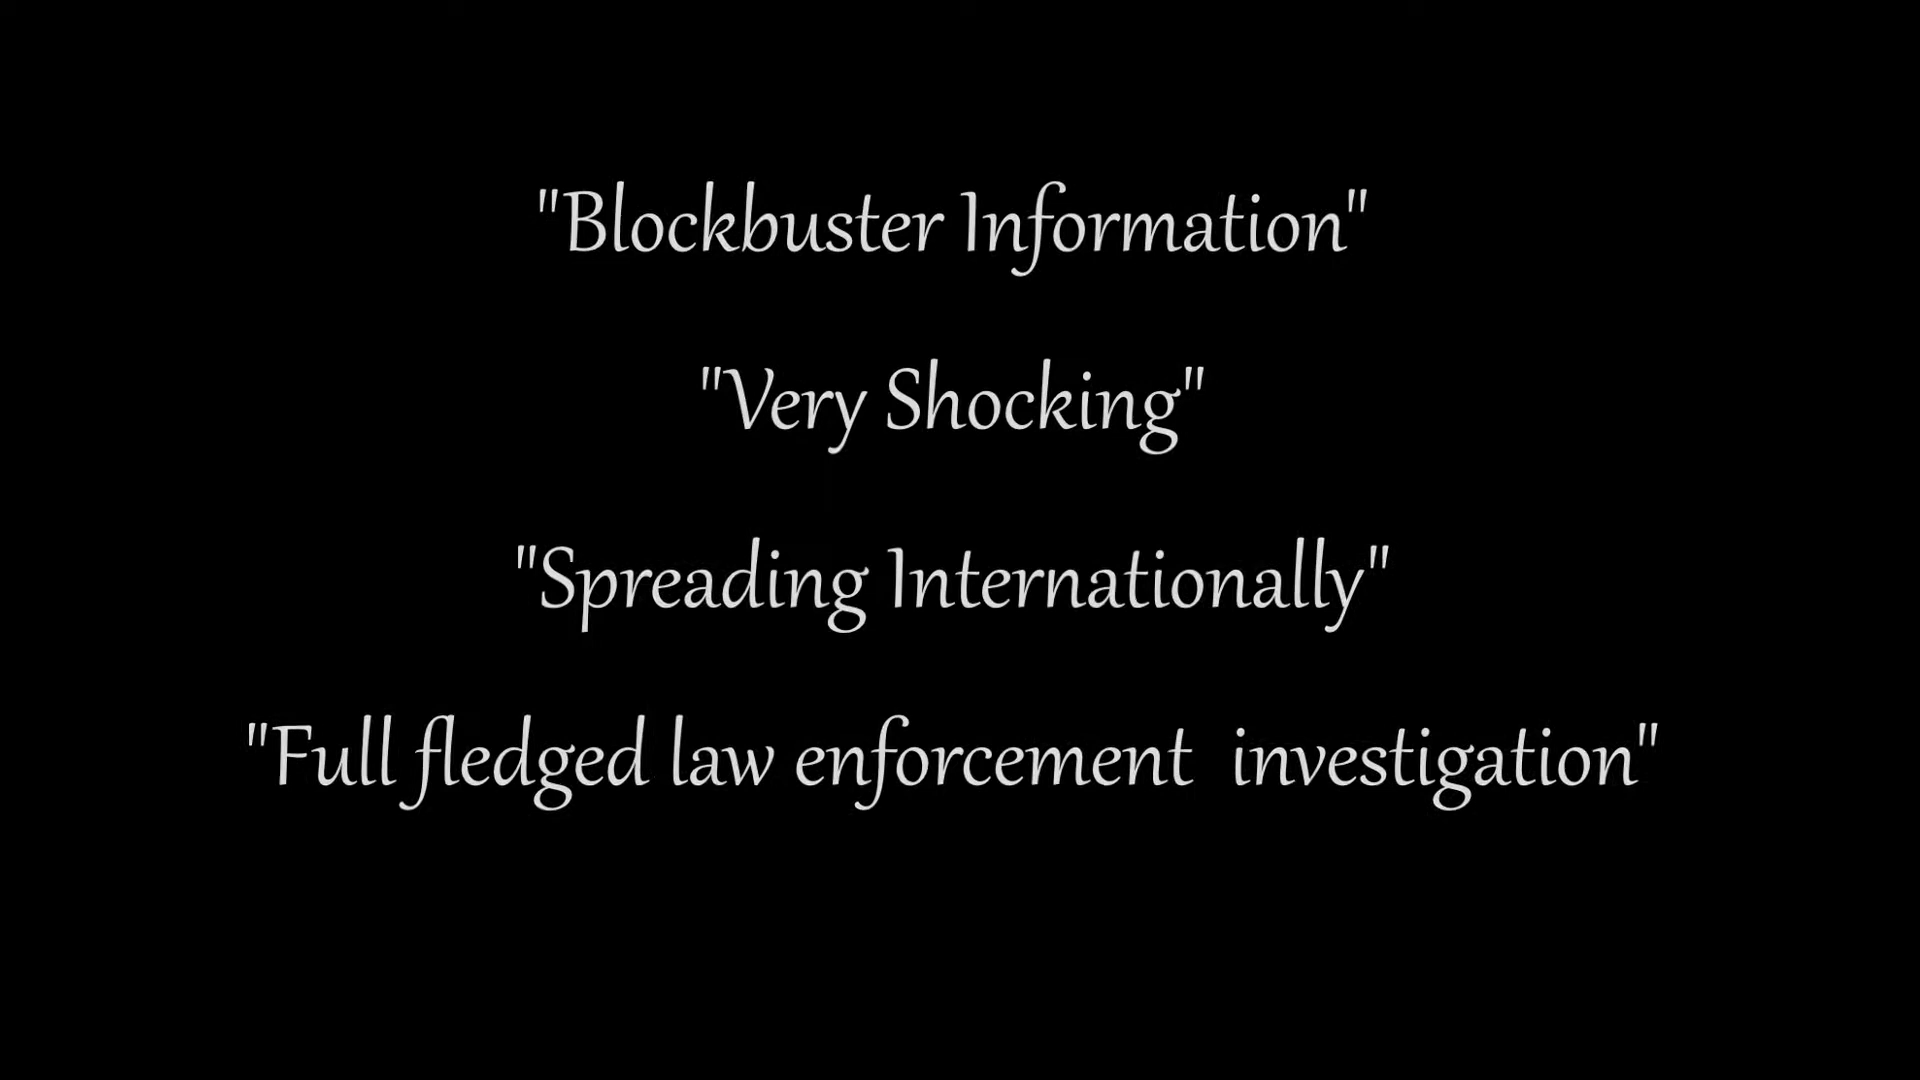 "Blockbuster Information"
"Very Shocking"
"Spreading Internationally"
"Full fledged law enforcement  investigation"